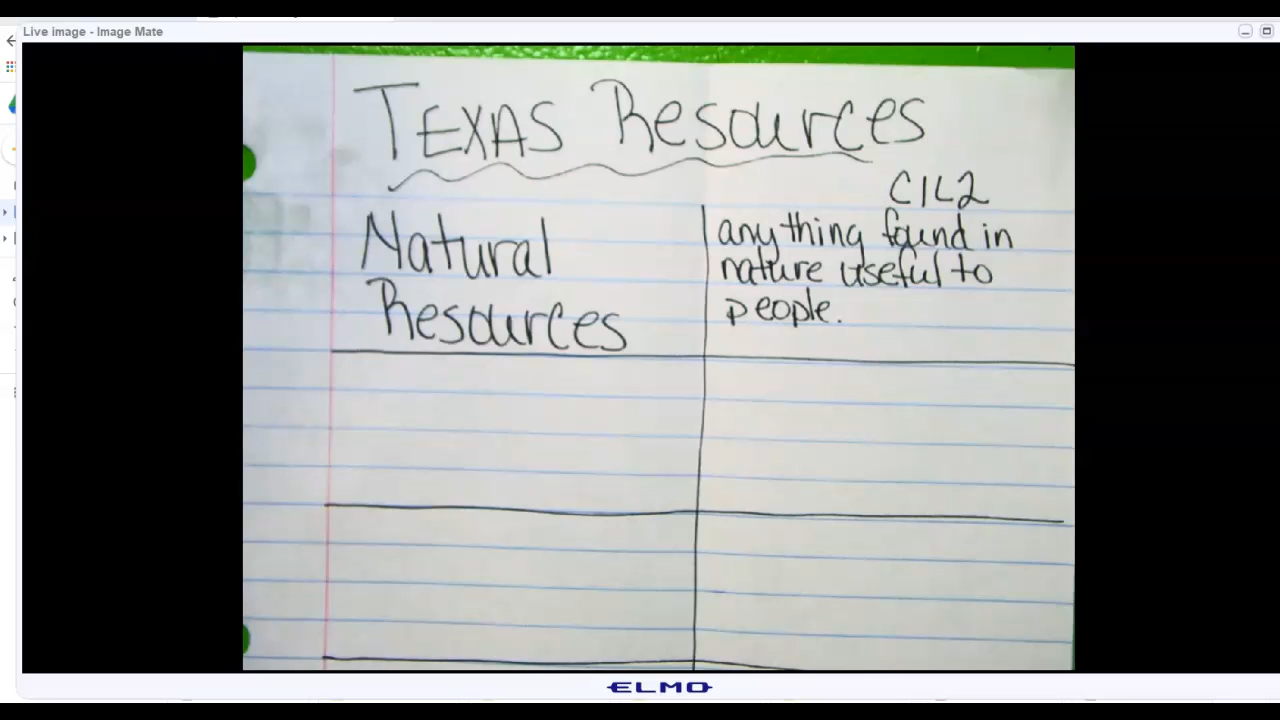 Live image - Image Mate
TEXAS Resources
C1L2
Natural
Resources
anything found in
nature useful to
people.
ELMO